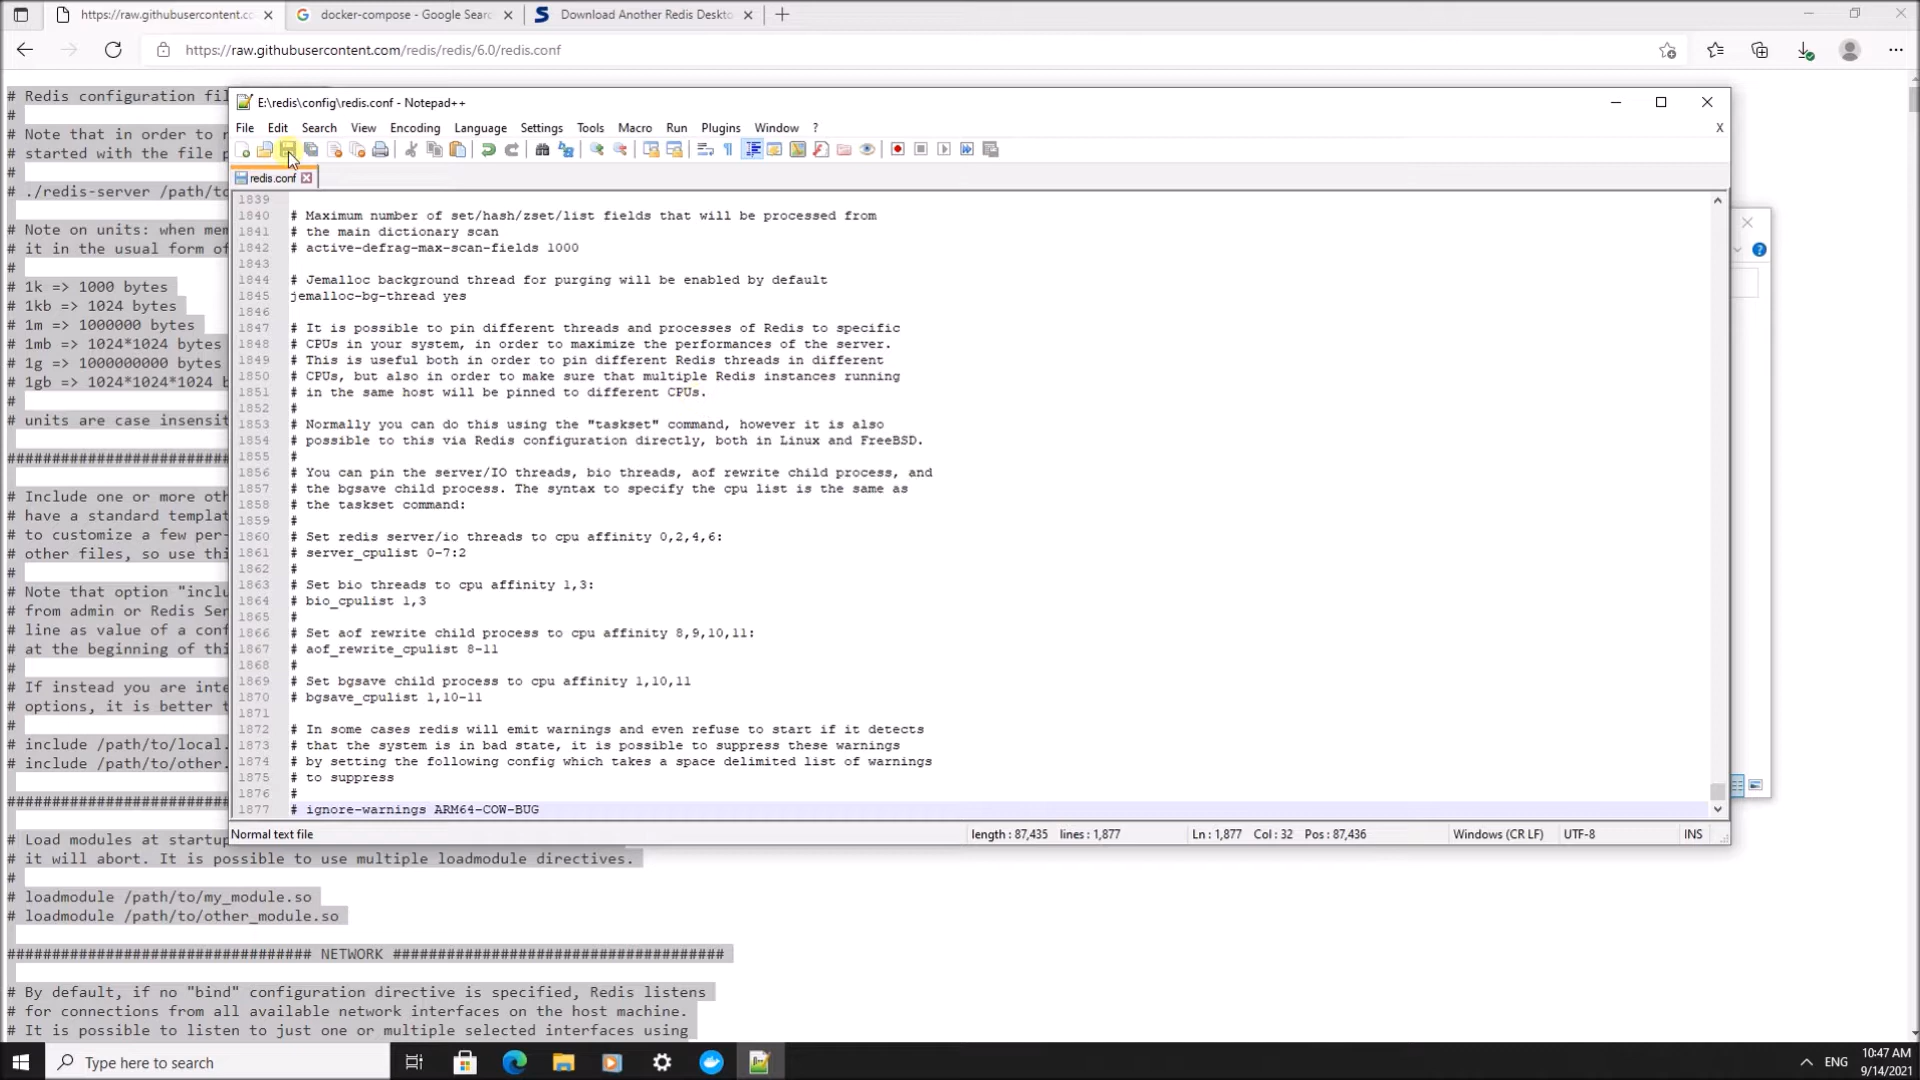 https://raw.githubusercontent.co
docker-compose - Google Searc
Download Another Redis Deskto
https://raw.githubusercontent.com/redis/redis/6.0/redis.conf
# Redis configuration fil
#
# Note that in order to r
# started with the file p
#
# ./redis-server /path/to
# Note on units: when mem
# it in the usual form of
#
# 1k => 1000 bytes
# 1kb => 1024 bytes
# 1m => 1000000 bytes
# 1mb => 1024*1024 bytes
# 1g => 1000000000 bytes
# 1gb => 1024*1024*1024 b
#
# units are case insensit
# Include one or more oth
# have a standard templat
# to customize a few per-
# other files, so use thi
#
# Note that option "inclu
# from admin or Redis Sen
# line as value of a conf
# at the beginning of thi
#
# If instead you are inte
# options, it is better t
#
# include /path/to/local.
# include /path/to/other.
# Load modules at startup
# it will abort. It is possible to use multiple loadmodule directives.
#
# loadmodule /path/to/my_module.so
# loadmodule /path/to/other_module.so
################################## NETWORK #####################################
# By default, if no "bind" configuration directive is specified, Redis listens
# for connections from all available network interfaces on the host machine.
# It is possible to listen to just one or multiple selected interfaces using
E:\redis\config\redis.conf - Notepad++
File Edit Search View Encoding Language Settings Tools Macro Run Plugins Window ? X
redis.conf
1839
1840 # Maximum number of set/hash/zset/list fields that will be processed from
1841 # the main dictionary scan
1842 # active-defrag-max-scan-fields 1000
1843
1844 # Jemalloc background thread for purging will be enabled by default
1845 jemalloc-bg-thread yes
1846
1847 # It is possible to pin different threads and processes of Redis to specific
1848 # CPUs in your system, in order to maximize the performances of the server.
1849 # This is useful both in order to pin different Redis threads in different
1850 # CPUs, but also in order to make sure that multiple Redis instances running
1851 # in the same host will be pinned to different CPUs.
1852 #
1853 # Normally you can do this using the "taskset" command, however it is also
1854 # possible to this via Redis configuration directly, both in Linux and FreeBSD.
1855 #
1856 # You can pin the server/IO threads, bio threads, aof rewrite child process, and
1857 # the bgsave child process. The syntax to specify the cpu list is the same as
1858 # the taskset command:
1859 #
1860 # Set redis server/io threads to cpu affinity 0,2,4,6:
1861 # server_cpulist 0-7:2
1862 #
1863 # Set bio threads to cpu affinity 1,3:
1864 # bio_cpulist 1,3
1865 #
1866 # Set aof rewrite child process to cpu affinity 8,9,10,11:
1867 # aof_rewrite_cpulist 8-11
1868 #
1869 # Set bgsave child process to cpu affinity 1,10,11
1870 # bgsave_cpulist 1,10-11
1871
1872 # In some cases redis will emit warnings and even refuse to start if it detects
1873 # that the system is in bad state, it is possible to suppress these warnings
1874 # by setting the following config which takes a space delimited list of warnings
1875 # to suppress
1876 #
1877 # ignore-warnings ARM64-COW-BUG
Normal text file length : 87,435 lines : 1,877 Ln : 1,877 Col : 32 Pos : 87,436 Windows (CR LF) UTF-8 INS
Type here to search
ENG
10:47 AM
9/14/2021